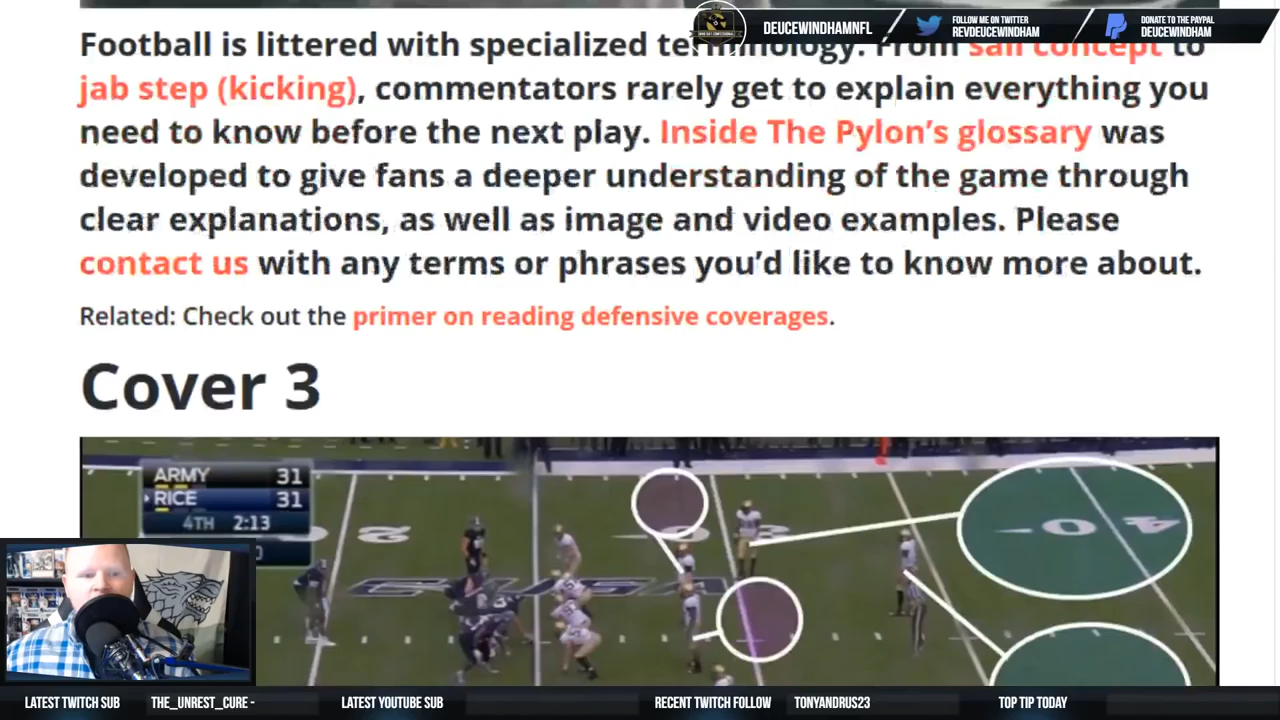 DEUCEWINDHAMNFL
FOLLOW ME ON TWITTER
REVDEUCEWINDHAM
DONATE TO THE PAYPAL
DEUCEWINDHAM
Football is littered with specialized terminology. From sail concept to
jab step (kicking), commentators rarely get to explain everything you
need to know before the next play. Inside The Pylon's glossary was
developed to give fans a deeper understanding of the game through
clear explanations, as well as image and video examples. Please
contact us with any terms or phrases you'd like to know more about.
Related: Check out the primer on reading defensive coverages.
Cover 3
ARMY 31
RICE 31
4TH 2:13
4 0
LATEST TWITCH SUB THE_UNREST_CURE - LATEST YOUTUBE SUB RECENT TWITCH FOLLOW TONYANDRUS23 TOP TIP TODAY